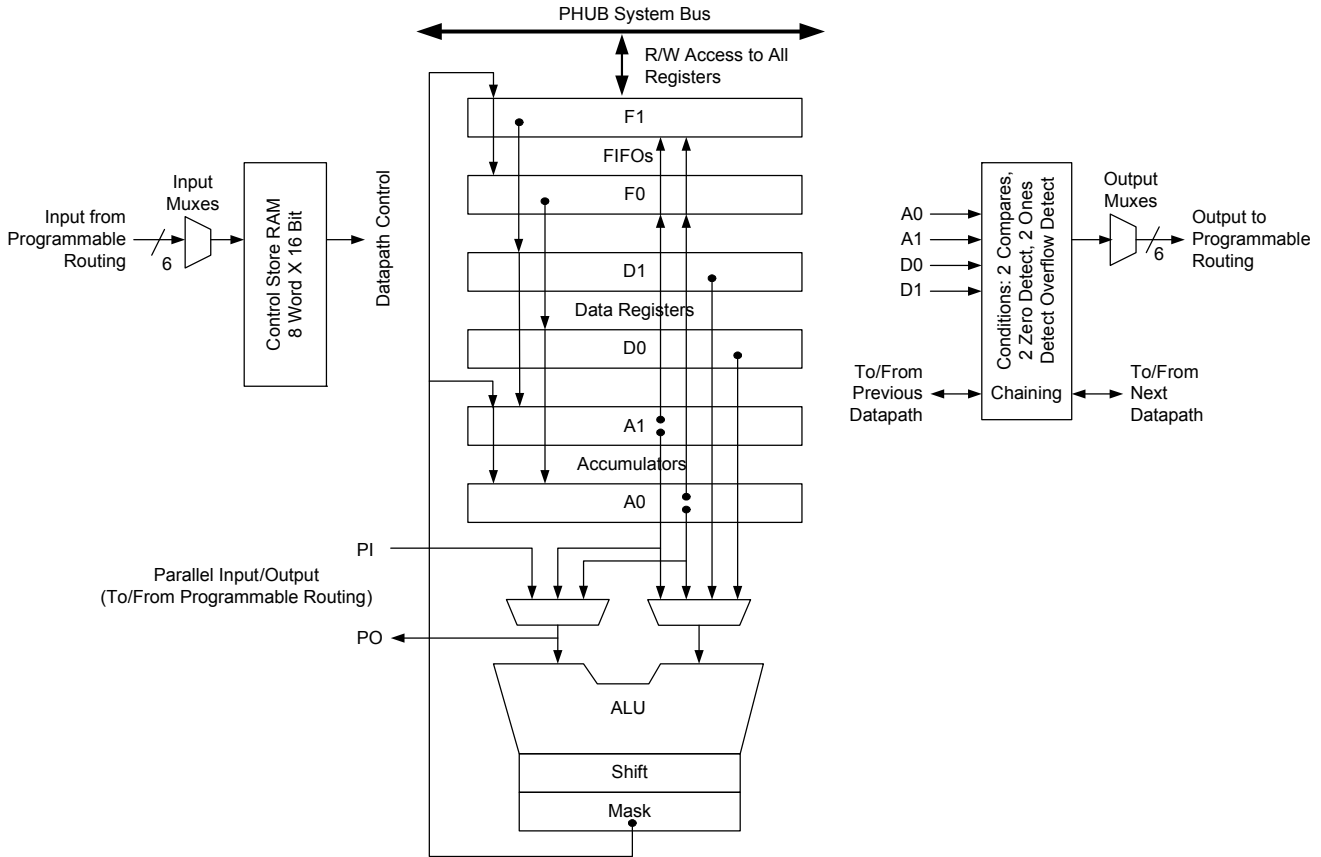 PHUB System Bus
R/W Access to All
Registers
F1
FIFOs
F0
D1
Data Registers
D0
A1
Accumulators
A0
Input from
Programmable
Routing
6
Input
Muxes
Control Store RAM
8 Word X 16 Bit
Datapath Control
PI
Parallel Input/Output
(To/From Programmable Routing)
PO
ALU
Shift
Mask
A0
A1
D0
D1
Conditions: 2 Compares,
2 Zero Detect, 2 Ones
Detect Overflow Detect
Output
Muxes
6
Output to
Programmable
Routing
To/From
Previous
Datapath
Chaining
To/From
Next
Datapath